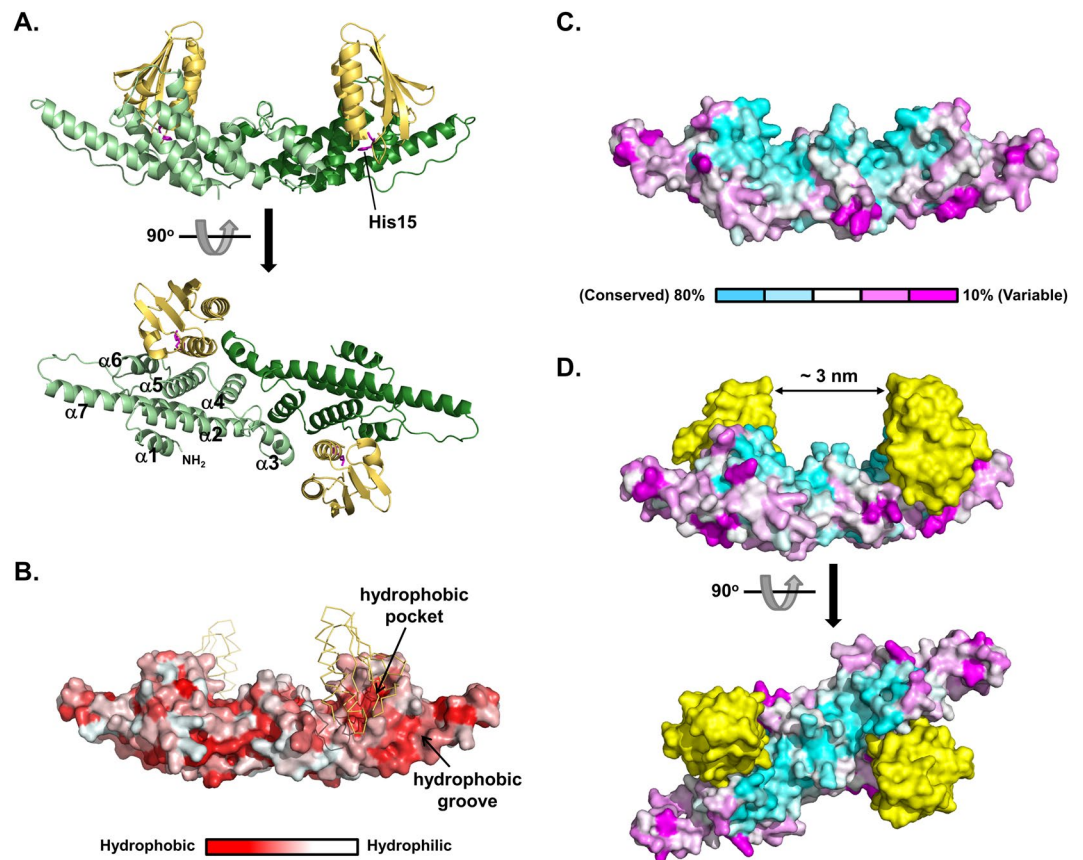 A.
His15
90°
α6
α5
α7
α4
α2
α1
NH2
α3
B.
hydrophobic
pocket
hydrophobic
groove
Hydrophobic
Hydrophilic
C.
(Conserved) 80%
10% (Variable)
D.
~ 3 nm
90°